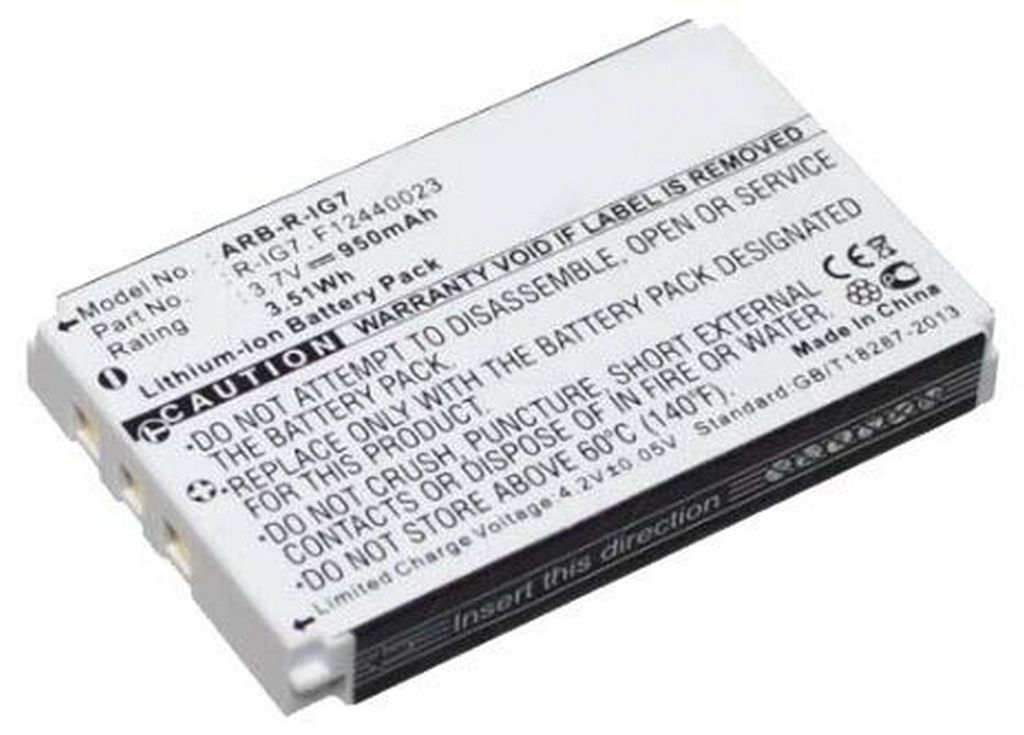 Model No. : ARB-R-IG7
Part No. : R-IG7 . F12440023
Rating : 3.7V 950mAh
3.51Wh
Lithium-Ion Battery Pack
CAUTION WARRANTY VOID IF LABEL IS REMOVED
·DO NOT ATTEMPT TO DISASSEMBLE, OPEN OR SERVICE
THE BATTERY PACK.
·REPLACE ONLY WITH THE BATTERY PACK DESIGNATED
FOR THIS PRODUCT.
·DO NOT CRUSH, PUNCTURE, SHORT EXTERNAL
CONTACTS OR DISPOSE OF IN FIRE OR WATER.
·DO NOT STORE ABOVE 60°C (140°F).
CE
Made in China
Limited Charge Voltage:4.2V±0.05V Standard:GB/T18287-2013
Insert this direction